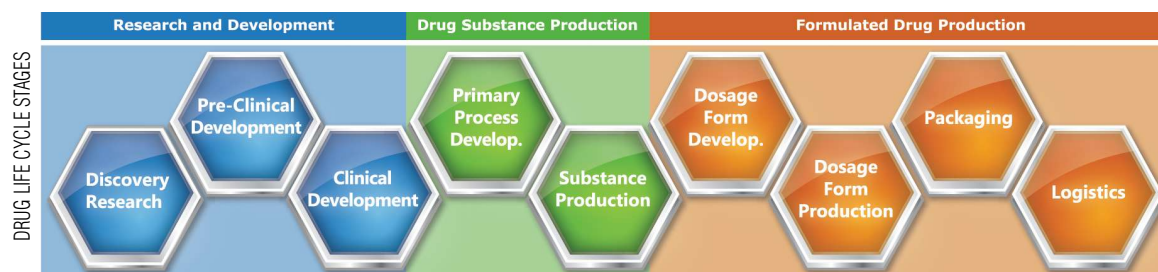 Research and Development
Drug Substance Production
Formulated Drug Production
DRUG LIFE CYCLE STAGES
Discovery
Research
Pre-Clinical
Development
Clinical
Development
Primary
Process
Develop.
Substance
Production
Dosage
Form
Develop.
Dosage
Form
Production
Packaging
Logistics